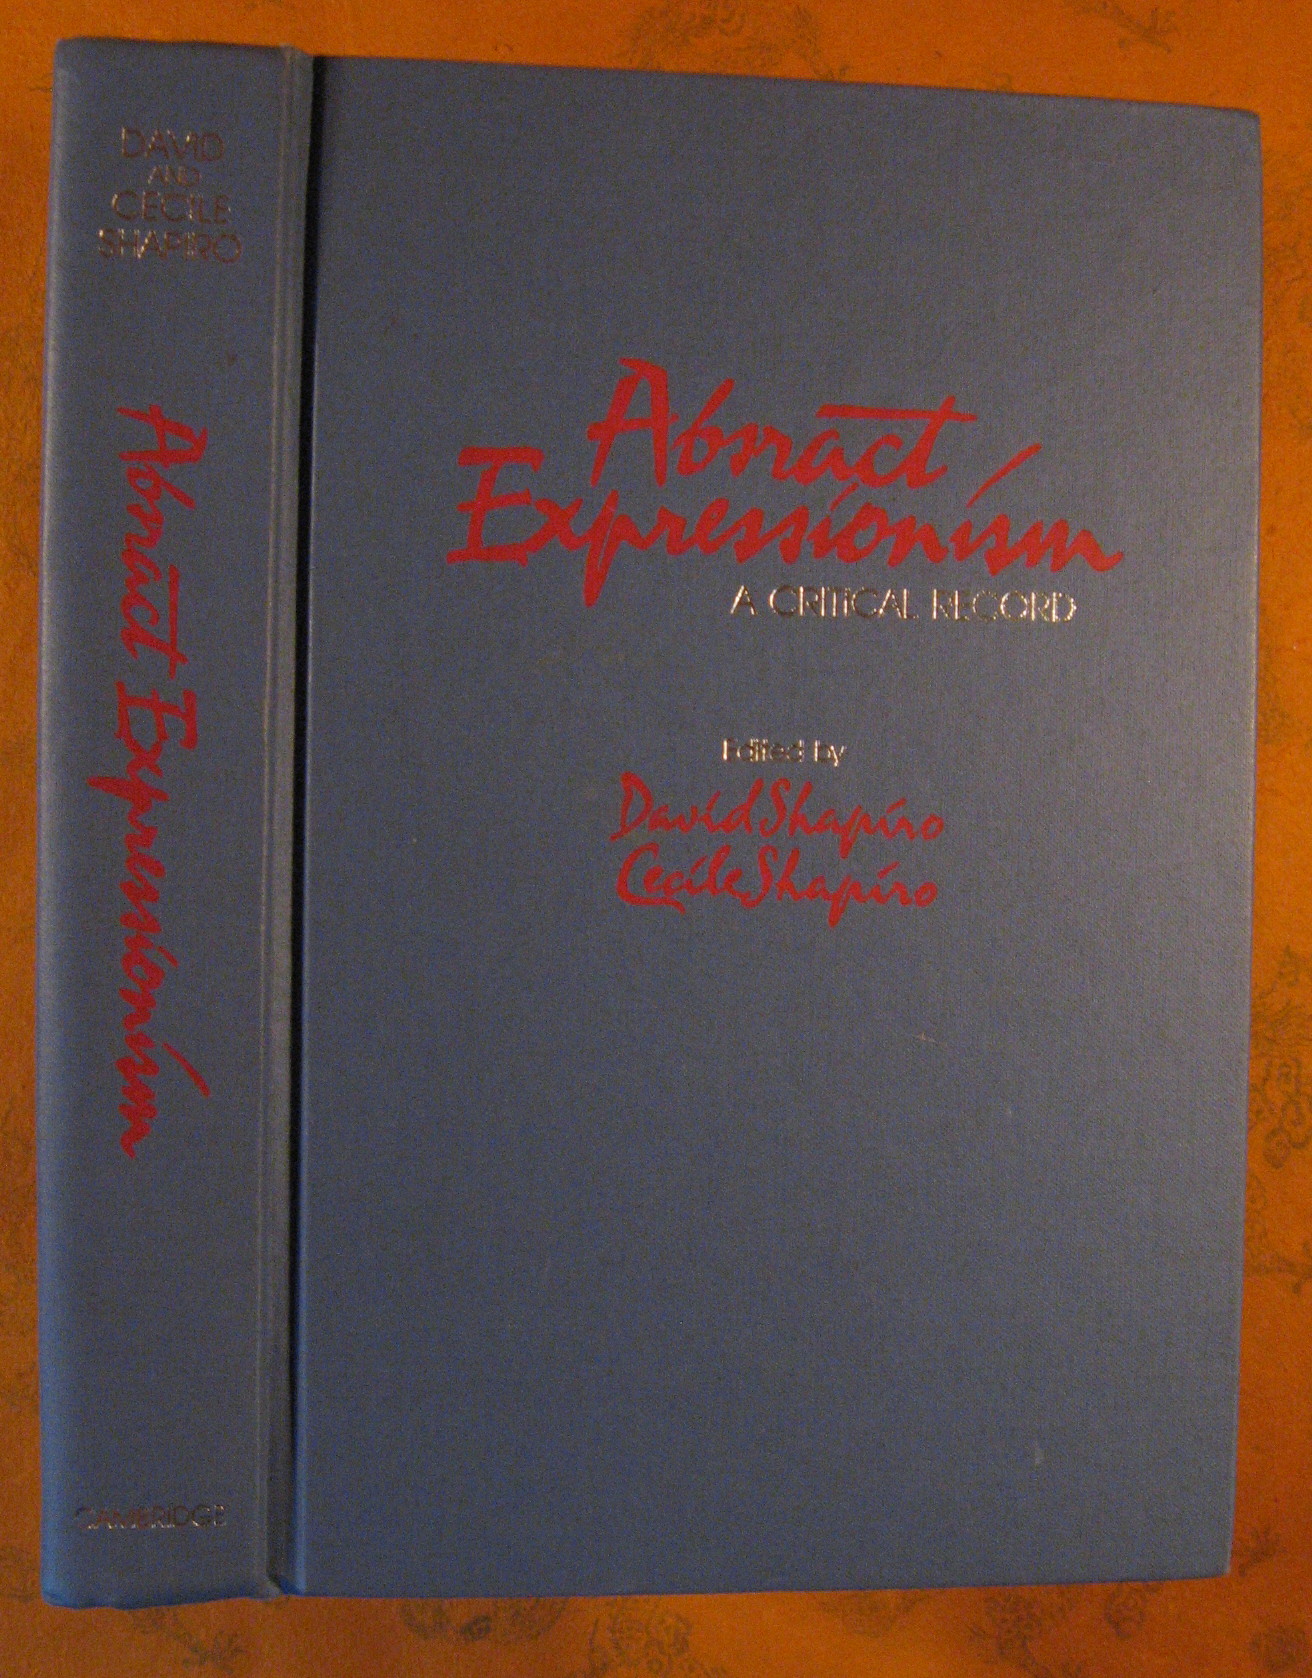 DAVID
AND
CECILE
SHAPIRO
Abstract Expressionism
CAMBRIDGE
Abstract
Expressionism
A CRITICAL RECORD
Edited by
David Shapiro
Cecile Shapiro